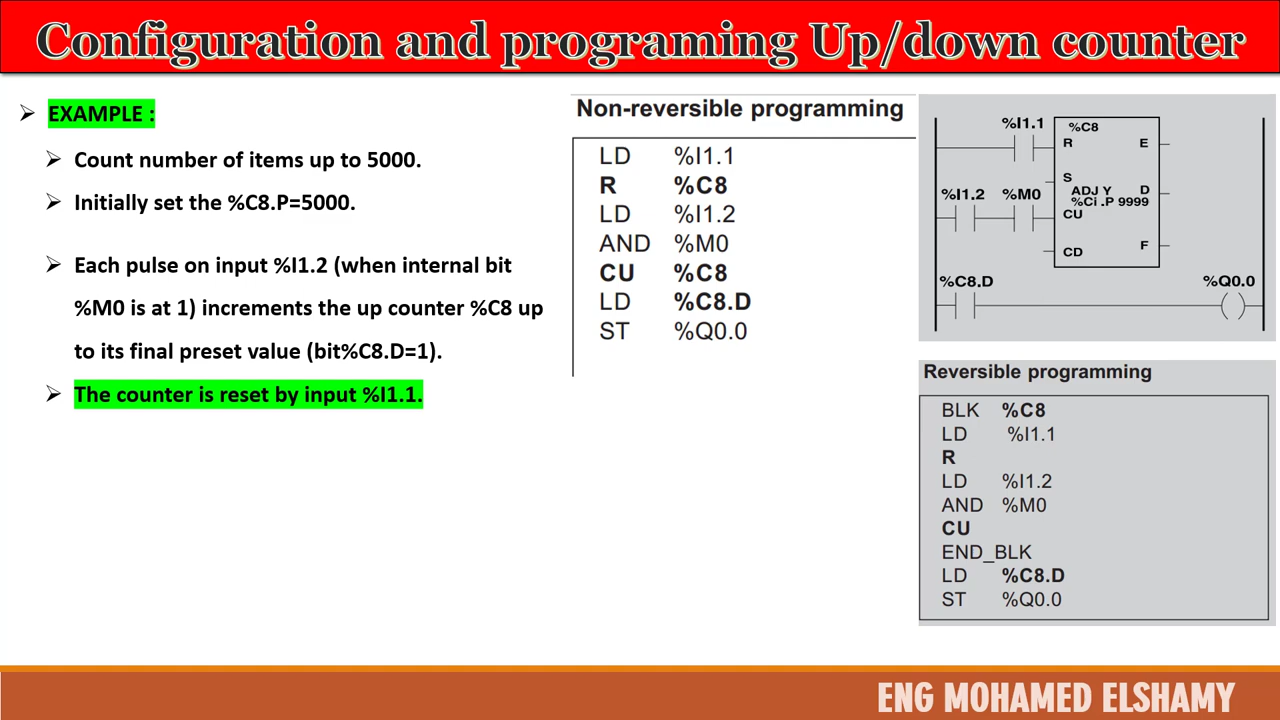 Configuration and programing Up/down counter
EXAMPLE :
Count number of items up to 5000.
Initially set the %C8.P=5000.
Each pulse on input %I1.2 (when internal bit
%M0 is at 1) increments the up counter %C8 up
to its final preset value (bit%C8.D=1).
The counter is reset by input %I1.1.
Non-reversible programming
LD %I1.1
R %C8
LD %I1.2
AND %M0
CU %C8
LD %C8.D
ST %Q0.0
%I1.1
%C8
R E
S
%I1.2 %M0
ADJ Y D
%Ci .P 9999
CU
CD F
%C8.D %Q0.0
Reversible programming
BLK %C8
LD %I1.1
R
LD %I1.2
AND %M0
CU
END_BLK
LD %C8.D
ST %Q0.0
ENG MOHAMED ELSHAMY